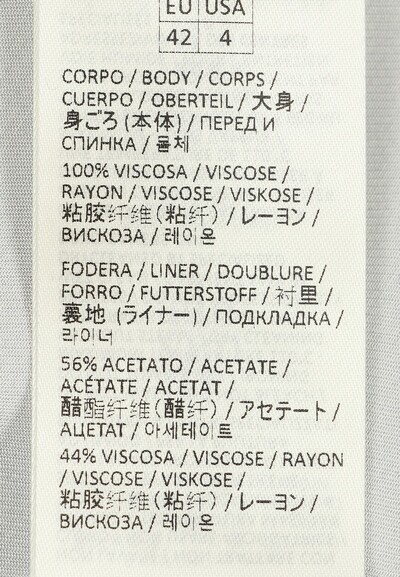 EU USA
42 4
CORPO / BODY / CORPS /
CUERPO / OBERTEIL / 大身 /
身ごろ (本体) / ПЕРЕД И
СПИНКА / 몸체
100% VISCOSA / VISCOSE /
RAYON / VISCOSE / VISKOSE /
粘胶纤维(粘纤) / レーヨン /
ВИСКОЗА / 레이온
FODERA / LINER / DOUBLURE /
FORRO / FUTTERSTOFF / 衬里 /
裏地 (ライナー) / ПОДКЛАДКА /
라이너
56% ACETATO / ACETATE /
ACÉTATE / ACETAT /
醋酯纤维(醋纤) / アセテート /
АЦЕТАТ / 아세테이트
44% VISCOSA / VISCOSE / RAYON
/ VISCOSE / VISKOSE /
粘胶纤维(粘纤) / レーヨン /
ВИСКОЗА / 레이온